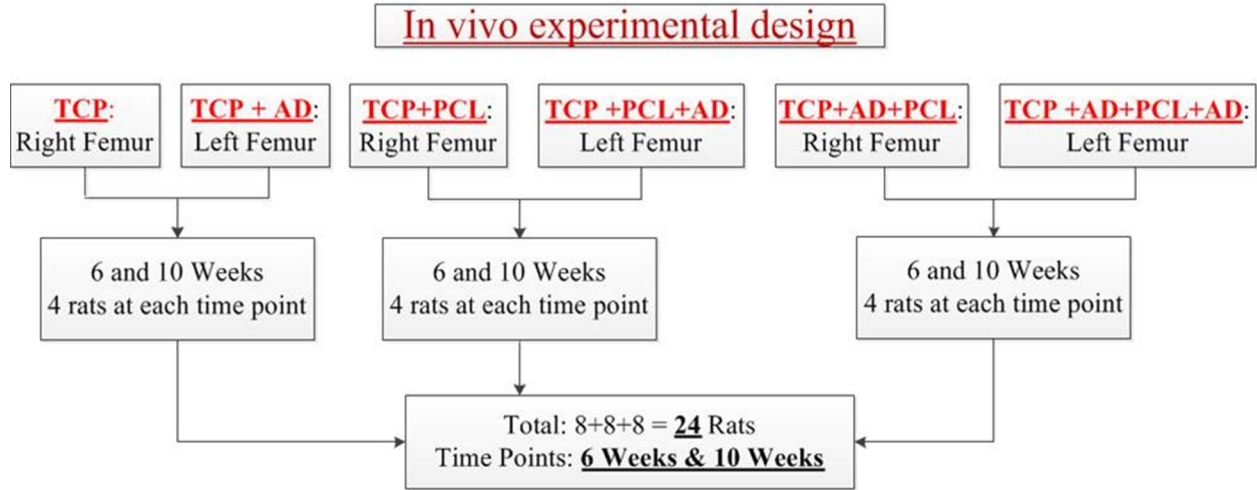 In vivo experimental design
TCP:
Right Femur
TCP + AD:
Left Femur
TCP+PCL:
Right Femur
TCP +PCL+AD:
Left Femur
TCP+AD+PCL:
Right Femur
TCP +AD+PCL+AD:
Left Femur
6 and 10 Weeks
4 rats at each time point
6 and 10 Weeks
4 rats at each time point
6 and 10 Weeks
4 rats at each time point
Total: 8+8+8 = 24 Rats
Time Points: 6 Weeks & 10 Weeks